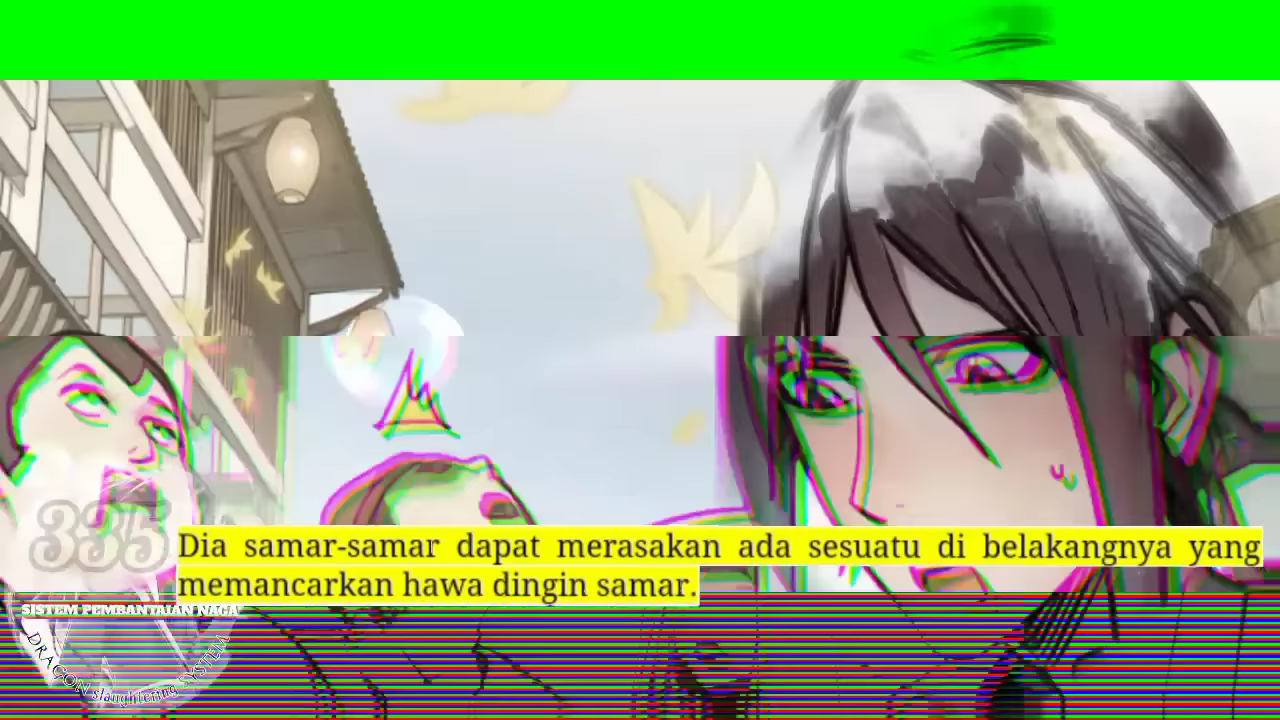 335
Dia samar-samar dapat merasakan ada sesuatu di belakangnya yang
memancarkan hawa dingin samar.
SISTEM PEMBANTAIAN NAGA
DRAGON slaughtering SYSTEM